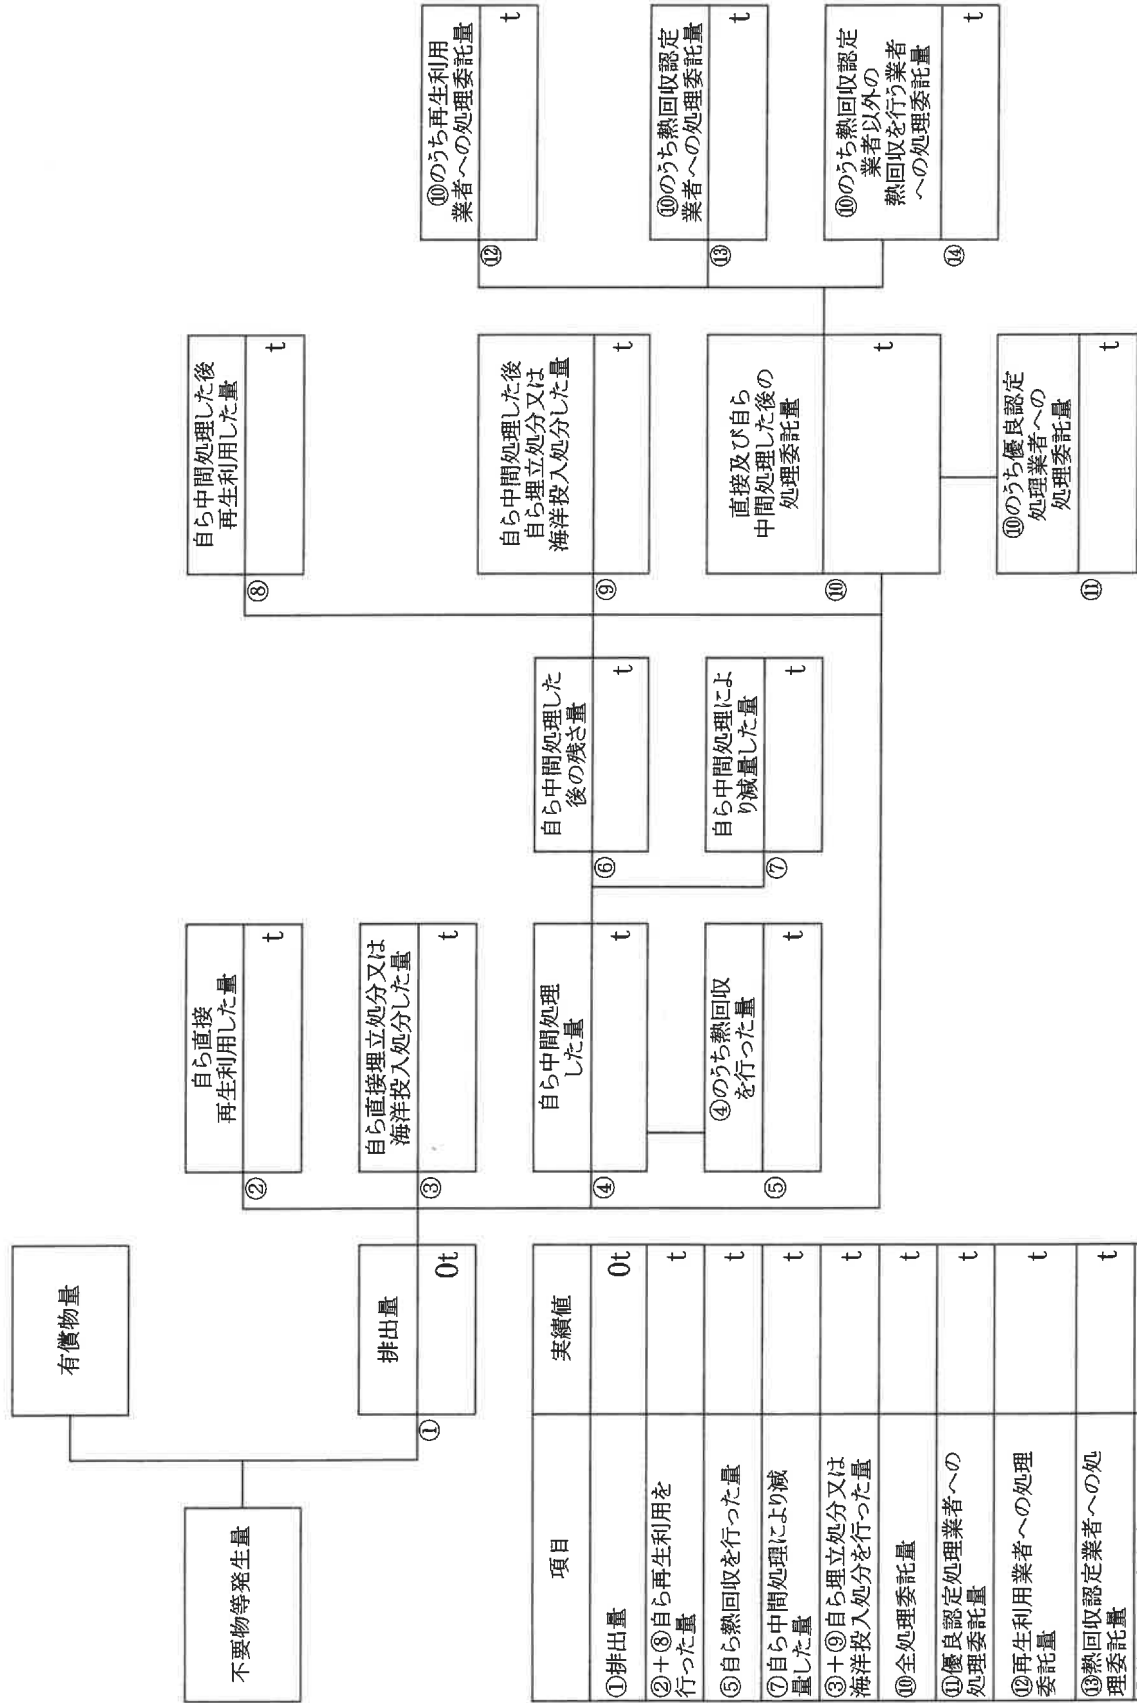 不要物等発生量
有償物量
①
排出量
0t
②
自ら直接
再生利用した量
t
③
自ら直接埋立処分又は
海洋投入処分した量
t
④
自ら中間処理
した量
t
⑤
④のうち熱回収
を行った量
t
⑥
自ら中間処理した
後の残さ量
t
⑦
自ら中間処理によ
り減量した量
t
⑧
自ら中間処理した後
再生利用した量
t
⑨
自ら中間処理した後
自ら埋立処分又は
海洋投入処分した量
t
⑩
直接及び自ら
中間処理した後の
処理委託量
t
⑪
⑩のうち優良認定
処理業者への
処理委託量
t
⑫
⑩のうち再生利用
業者への処理委託量
t
⑬
⑩のうち熱回収認定
業者への処理委託量
t
⑭
⑩のうち熱回収認定
業者以外の
熱回収を行う業者
への処理委託量
t
項目
実績値
①排出量
0t
②+⑧自ら再生利用を
行った量
t
⑤自ら熱回収を行った量
t
⑦自ら中間処理により減
量した量
t
③+⑨自ら埋立処分又は
海洋投入処分を行った量
t
⑩全処理委託量
t
⑪優良認定処理業者への
処理委託量
t
⑫再生利用業者への処理
委託量
t
⑬熱回収認定業者への処
理委託量
t